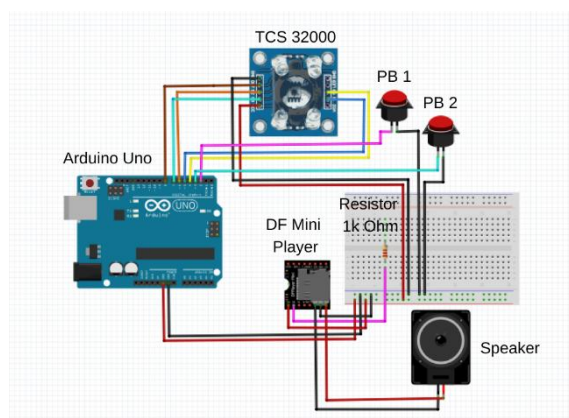 TCS 32000
PB 1
PB 2
Arduino Uno
UNO
Resistor
1k Ohm
DF Mini
Player
Speaker